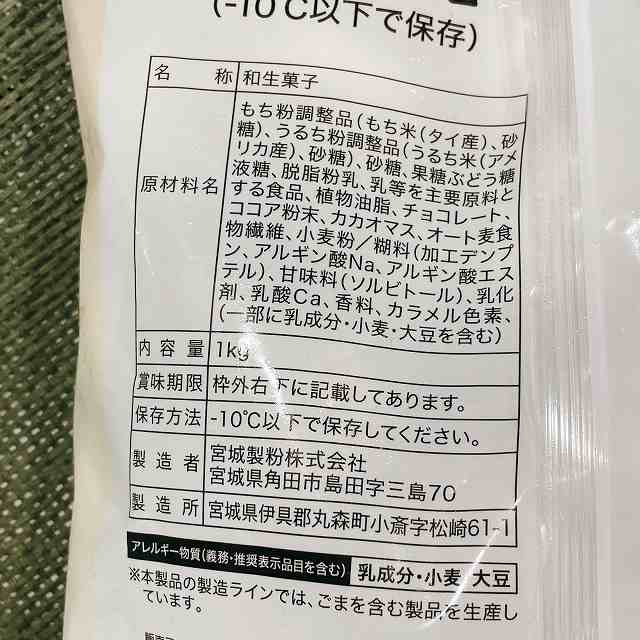 (-10℃以下で保存)
名称 和生菓子
原材料名
もち粉調整品(もち米(タイ産)、砂
糖)、うるち粉調整品(うるち米(アメ
リカ産)、砂糖)、砂糖、果糖ぶどう糖
液糖、脱脂粉乳、乳等を主要原料と
する食品、植物油脂、チョコレート、
ココア粉末、カカオマス、オート麦食
物繊維、小麦粉/糊料(加工デンプ
ン、アルギン酸Na、アルギン酸エス
テル)、甘味料(ソルビトール)、乳化
剤、乳酸Ca、香料、カラメル色素、
(一部に乳成分・小麦・大豆を含む)
内容量 1kg
賞味期限 枠外右下に記載してあります。
保存方法 -10℃以下で保存してください。
製造者 宮城製粉株式会社
宮城県角田市島田字三島70
製造所 宮城県伊具郡丸森町小斎字松崎61-1
アレルギー物質(義務・推奨表示品目を含む) 乳成分・小麦 大豆
※本製品の製造ラインでは、ごまを含む製品を生産し
ています。